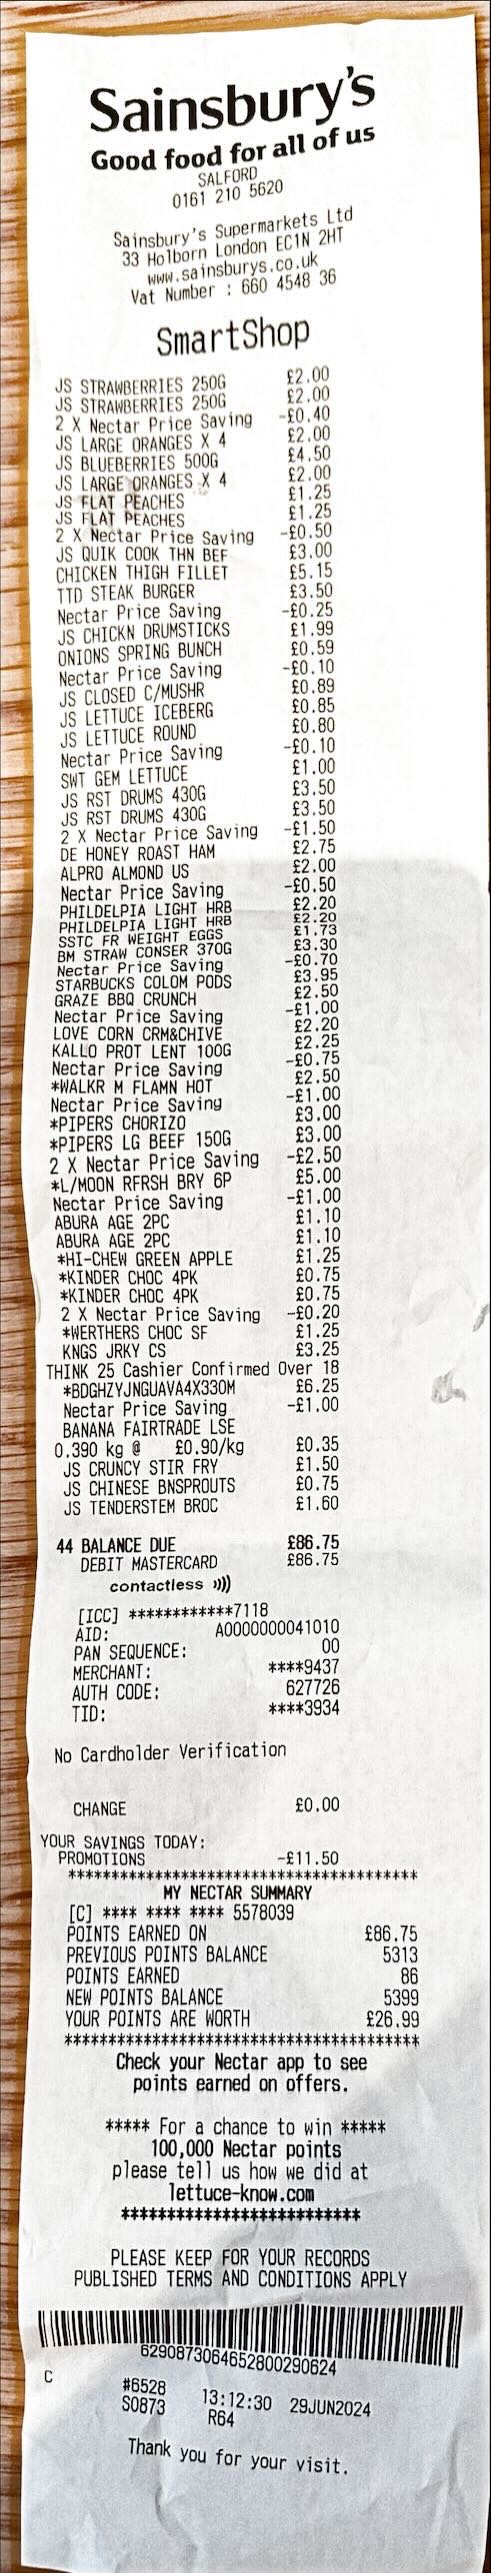 Sainsbury's
Good food for all of us
SALFORD
0161 210 5620
Sainsbury's Supermarkets Ltd
33 Holborn London EC1N 2HT
www.sainsburys.co.uk
Vat Number : 660 4548 36
SmartShop
JS STRAWBERRIES 250G £2.00
JS STRAWBERRIES 250G £2.00
2 X Nectar Price Saving -£0.40
JS LARGE ORANGES X 4 £2.00
JS BLUEBERRIES 500G £4.50
JS LARGE ORANGES X 4 £2.00
JS FLAT PEACHES £1.25
JS FLAT PEACHES £1.25
2 X Nectar Price Saving -£0.50
JS QUIK COOK THN BEF £3.00
CHICKEN THIGH FILLET £5.15
TTD STEAK BURGER £3.50
Nectar Price Saving -£0.25
JS CHICKN DRUMSTICKS £1.99
ONIONS SPRING BUNCH £0.59
Nectar Price Saving -£0.10
JS CLOSED C/MUSHR £0.89
JS LETTUCE ICEBERG £0.85
JS LETTUCE ROUND £0.80
Nectar Price Saving -£0.10
SWT GEM LETTUCE £1.00
JS RST DRUMS 430G £3.50
JS RST DRUMS 430G £3.50
2 X Nectar Price Saving -£1.50
DE HONEY ROAST HAM £2.75
ALPRO ALMOND US £2.00
Nectar Price Saving -£0.50
PHILDELPIA LIGHT HRB £2.20
PHILDELPIA LIGHT HRB £2.20
SSTC FR WEIGHT EGGS £1.73
BM STRAW CONSER 370G £3.30
Nectar Price Saving -£0.70
STARBUCKS COLOM PODS £3.95
GRAZE BBQ CRUNCH £2.50
Nectar Price Saving -£1.00
LOVE CORN CRM&CHIVE £2.20
KALLO PROT LENT 100G £2.25
Nectar Price Saving -£0.75
*WALKR M FLAMN HOT £2.50
Nectar Price Saving -£1.00
*PIPERS CHORIZO £3.00
*PIPERS LG BEEF 150G £3.00
2 X Nectar Price Saving -£2.50
*L/MOON RFRSH BRY 6P £5.00
Nectar Price Saving -£1.00
ABURA AGE 2PC £1.10
ABURA AGE 2PC £1.10
*HI-CHEW GREEN APPLE £1.25
*KINDER CHOC 4PK £0.75
*KINDER CHOC 4PK £0.75
2 X Nectar Price Saving -£0.20
*WERTHERS CHOC SF £1.25
KNGS JRKY CS £3.25
THINK 25 Cashier Confirmed Over 18
*BDGHZYJNGUAVA4X330M £6.25
Nectar Price Saving -£1.00
BANANA FAIRTRADE LSE
0.390 kg @ £0.90/kg £0.35
JS CRUNCY STIR FRY £1.50
JS CHINESE BNSPROUTS £0.75
JS TENDERSTEM BROC £1.60
44 BALANCE DUE £86.75
DEBIT MASTERCARD £86.75
contactless
[ICC] ************7118
AID: A0000000041010
PAN SEQUENCE: 00
MERCHANT: ****9437
AUTH CODE: 627726
TID: ****3934
No Cardholder Verification
CHANGE £0.00
YOUR SAVINGS TODAY:
PROMOTIONS -£11.50
****************************************
MY NECTAR SUMMARY
[C] **** **** **** 5578039
POINTS EARNED ON £86.75
PREVIOUS POINTS BALANCE 5313
POINTS EARNED 86
NEW POINTS BALANCE 5399
YOUR POINTS ARE WORTH £26.99
****************************************
Check your Nectar app to see
points earned on offers.
***** For a chance to win *****
100,000 Nectar points
please tell us how we did at
lettuce-know.com
***************************
PLEASE KEEP FOR YOUR RECORDS
PUBLISHED TERMS AND CONDITIONS APPLY
6290873064652800290624
C #6528 13:12:30 29JUN2024
S0873 R64
Thank you for your visit.